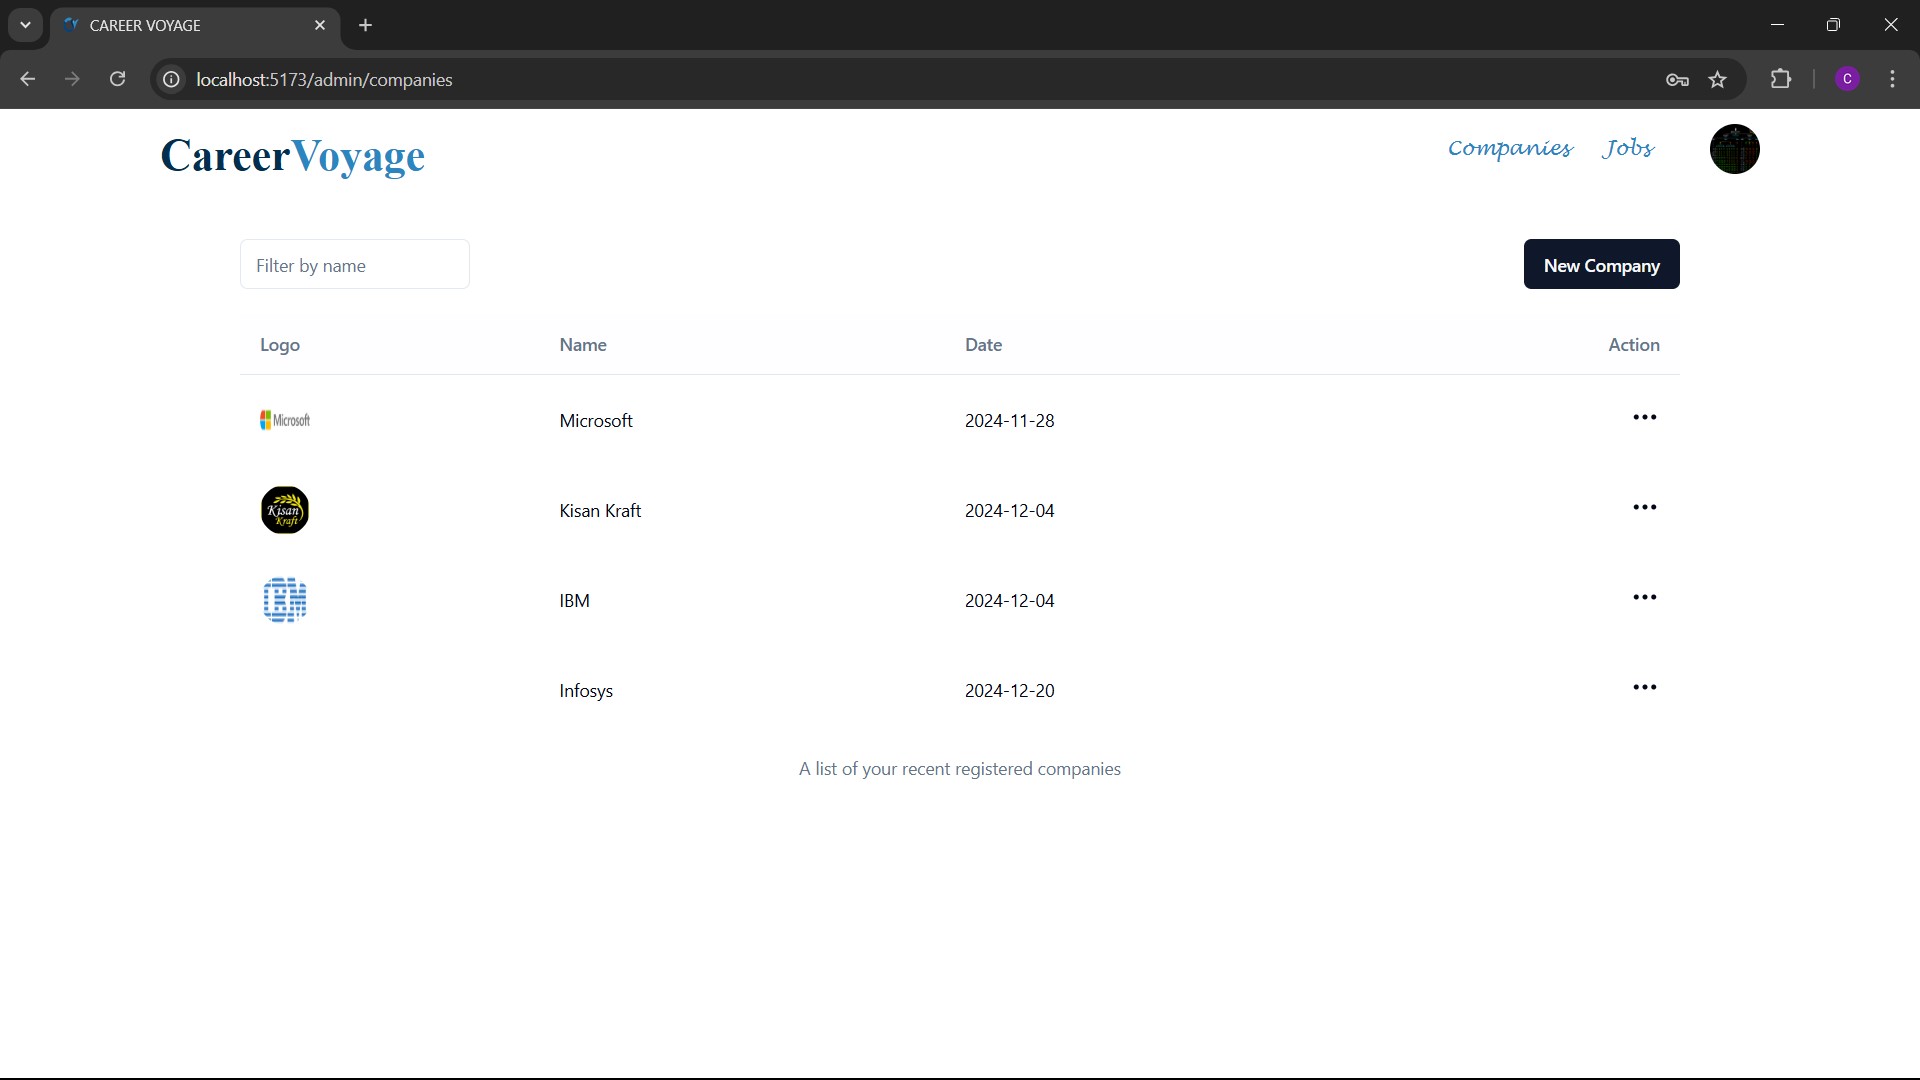 CAREER VOYAGE
localhost:5173/admin/companies
C
CareerVoyage
Companies Jobs
Filter by name
New Company
Logo Name Date Action
Microsoft Microsoft 2024-11-28
Kisan Kraft Kisan Kraft 2024-12-04
IBM IBM 2024-12-04
Infosys 2024-12-20
A list of your recent registered companies